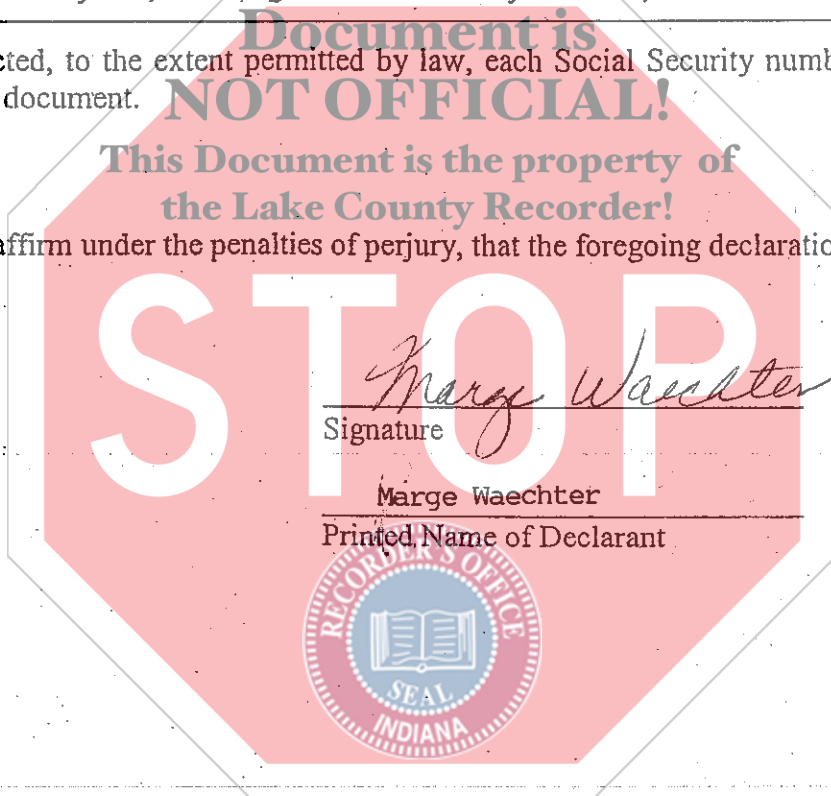 Document is
cted, to the extent permitted by law, each Social Security numb
document.
NOT OFFICIAL!
This Document is the property of
the Lake County Recorder!
affirm under the penalties of perjury, that the foregoing declaratio
STOP
Marge Waechter
Signature
:
Marge Waechter
Printed Name of Declarant
RECORDER'S OFFICE
SEAL
INDIANA